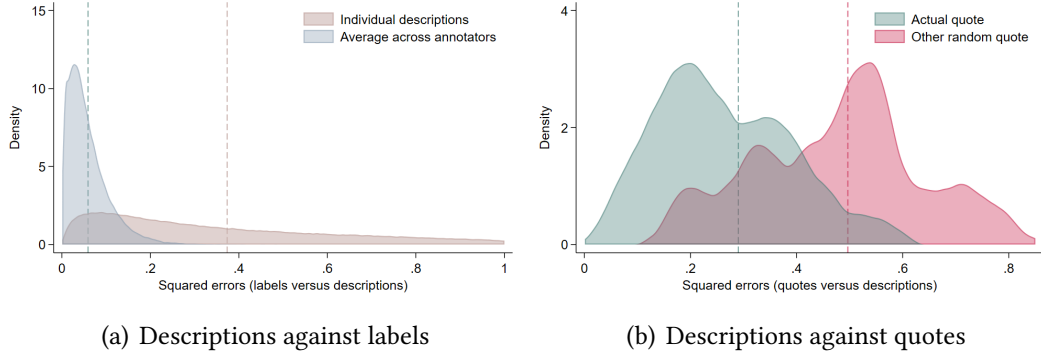 15
10
5
0
Density
Individual descriptions
Average across annotators
0 .2 .4 .6 .8 1
Squared errors (labels versus descriptions)
(a) Descriptions against labels
4
2
0
Density
Actual quote
Other random quote
0 .2 .4 .6 .8
Squared errors (quotes versus descriptions)
(b) Descriptions against quotes